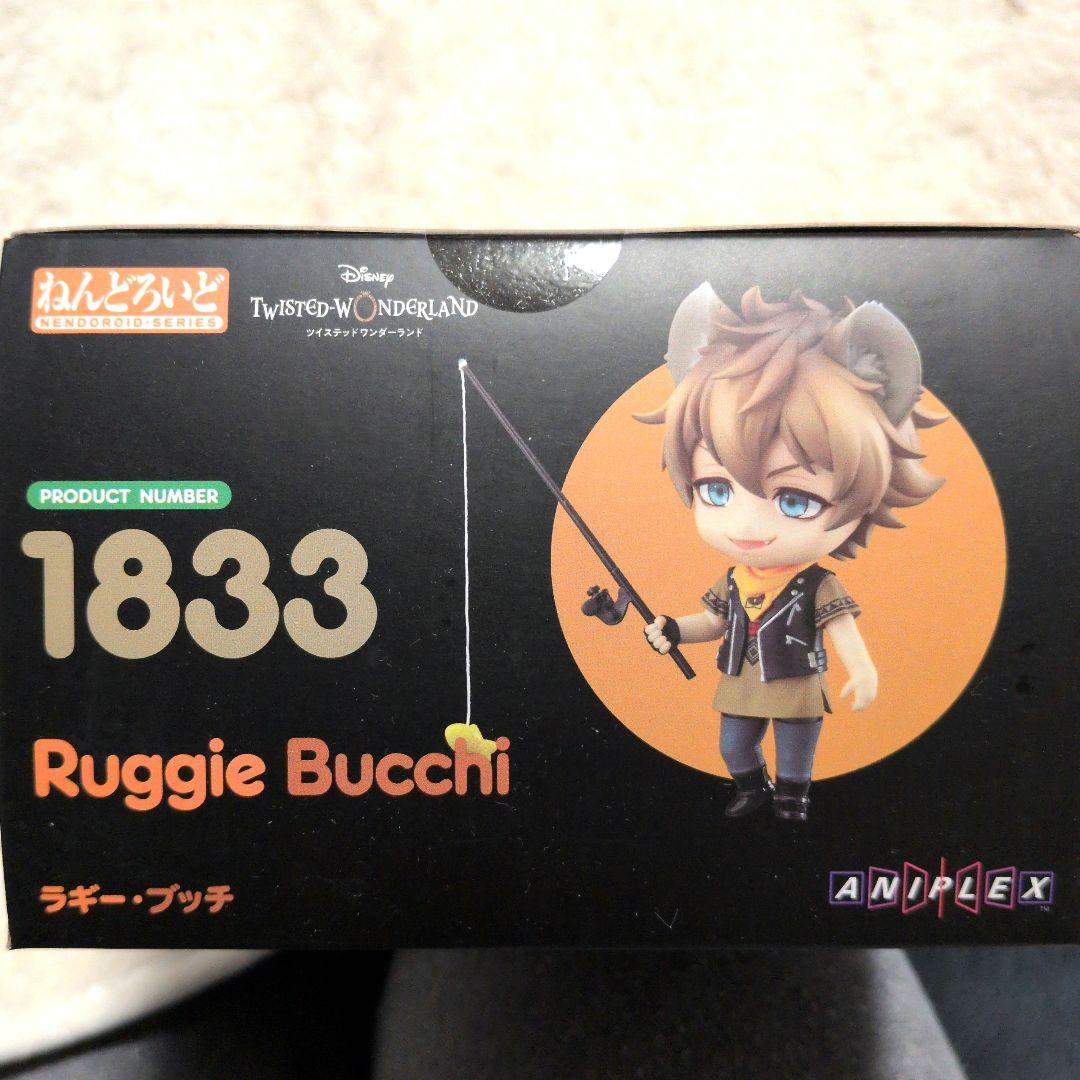 ねんどろいど
NENDOROID·SERIES
Disney
TWISTED-WONDERLAND
ツイステッドワンダーランド
PRODUCT NUMBER
1833
Ruggie Bucchi
ラギー・ブッチ
ANIPLEX
TM